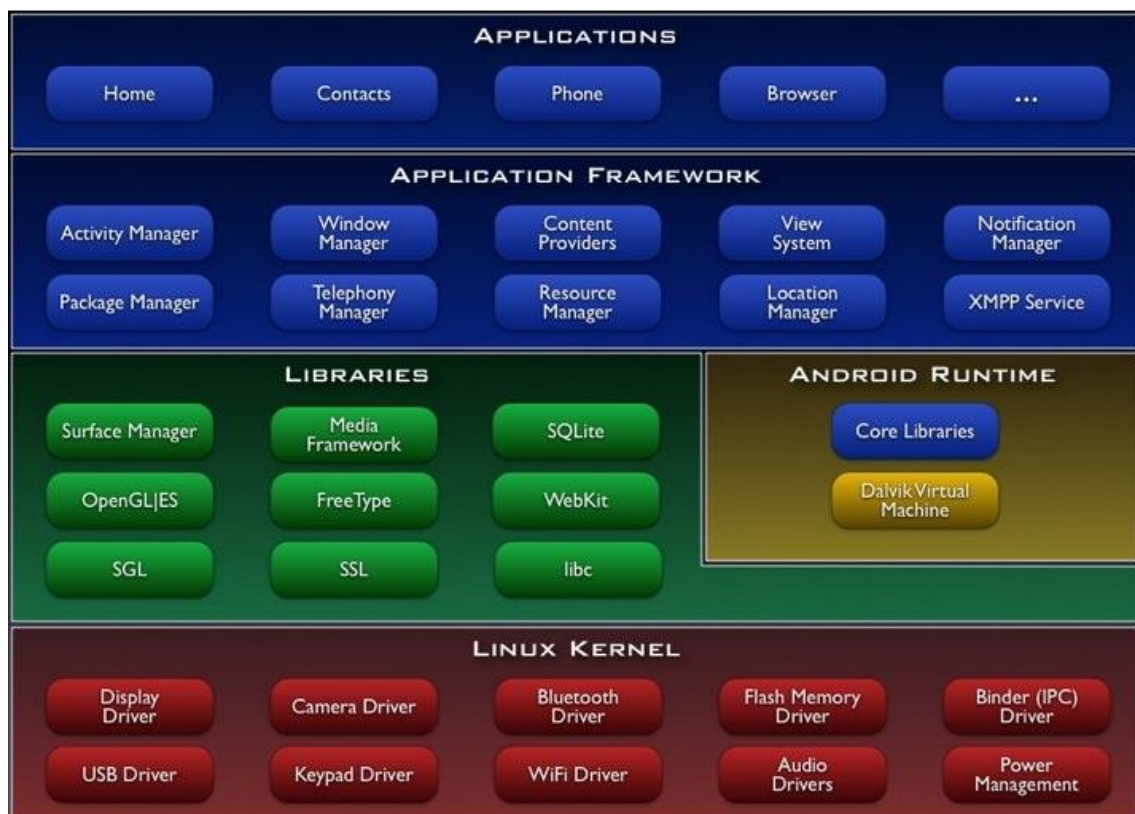 APPLICATIONS
Home
Contacts
Phone
Browser
...
APPLICATION FRAMEWORK
Activity Manager
Window
Manager
Content
Providers
View
System
Notification
Manager
Package Manager
Telephony
Manager
Resource
Manager
Location
Manager
XMPP Service
LIBRARIES
Surface Manager
Media
Framework
SQLite
OpenGL|ES
FreeType
WebKit
SGL
SSL
libc
ANDROID RUNTIME
Core Libraries
Dalvik Virtual
Machine
LINUX KERNEL
Display
Driver
Camera Driver
Bluetooth
Driver
Flash Memory
Driver
Binder (IPC)
Driver
USB Driver
Keypad Driver
WiFi Driver
Audio
Drivers
Power
Management